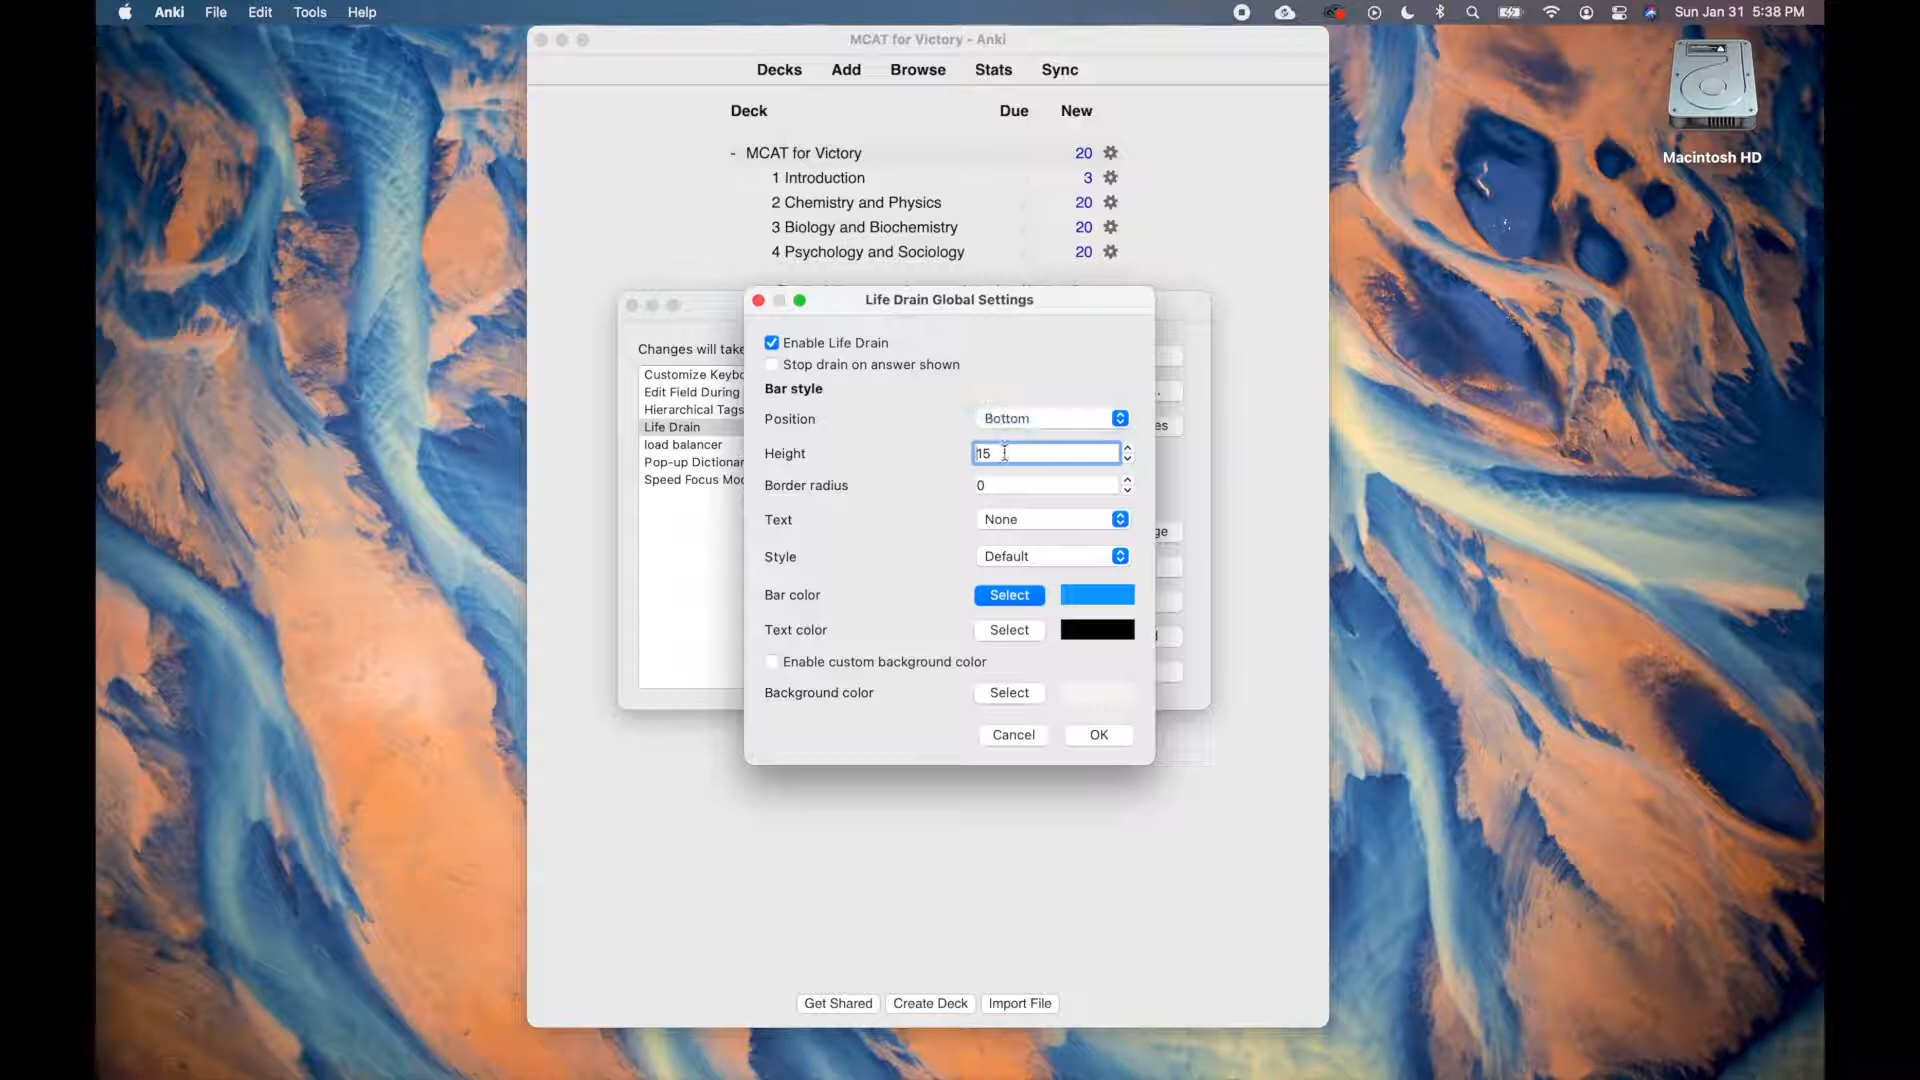 Anki File Edit Tools Help Sun Jan 31 5:38 PM
MCAT for Victory - Anki
Decks Add Browse Stats Sync
Deck Due New
- MCAT for Victory 20
1 Introduction 3
2 Chemistry and Physics 20
3 Biology and Biochemistry 20
4 Psychology and Sociology 20
Macintosh HD
Life Drain Global Settings
Changes will take
Customize Keybo
Edit Field During
Hierarchical Tags
Life Drain
load balancer
Pop-up Dictionar
Speed Focus Mod
Enable Life Drain
Stop drain on answer shown
Bar style
Position Bottom
Height 15
Border radius 0
Text None
Style Default
Bar color Select
Text color Select
Enable custom background color
Background color Select
Cancel OK
es
ge
Get Shared Create Deck Import File